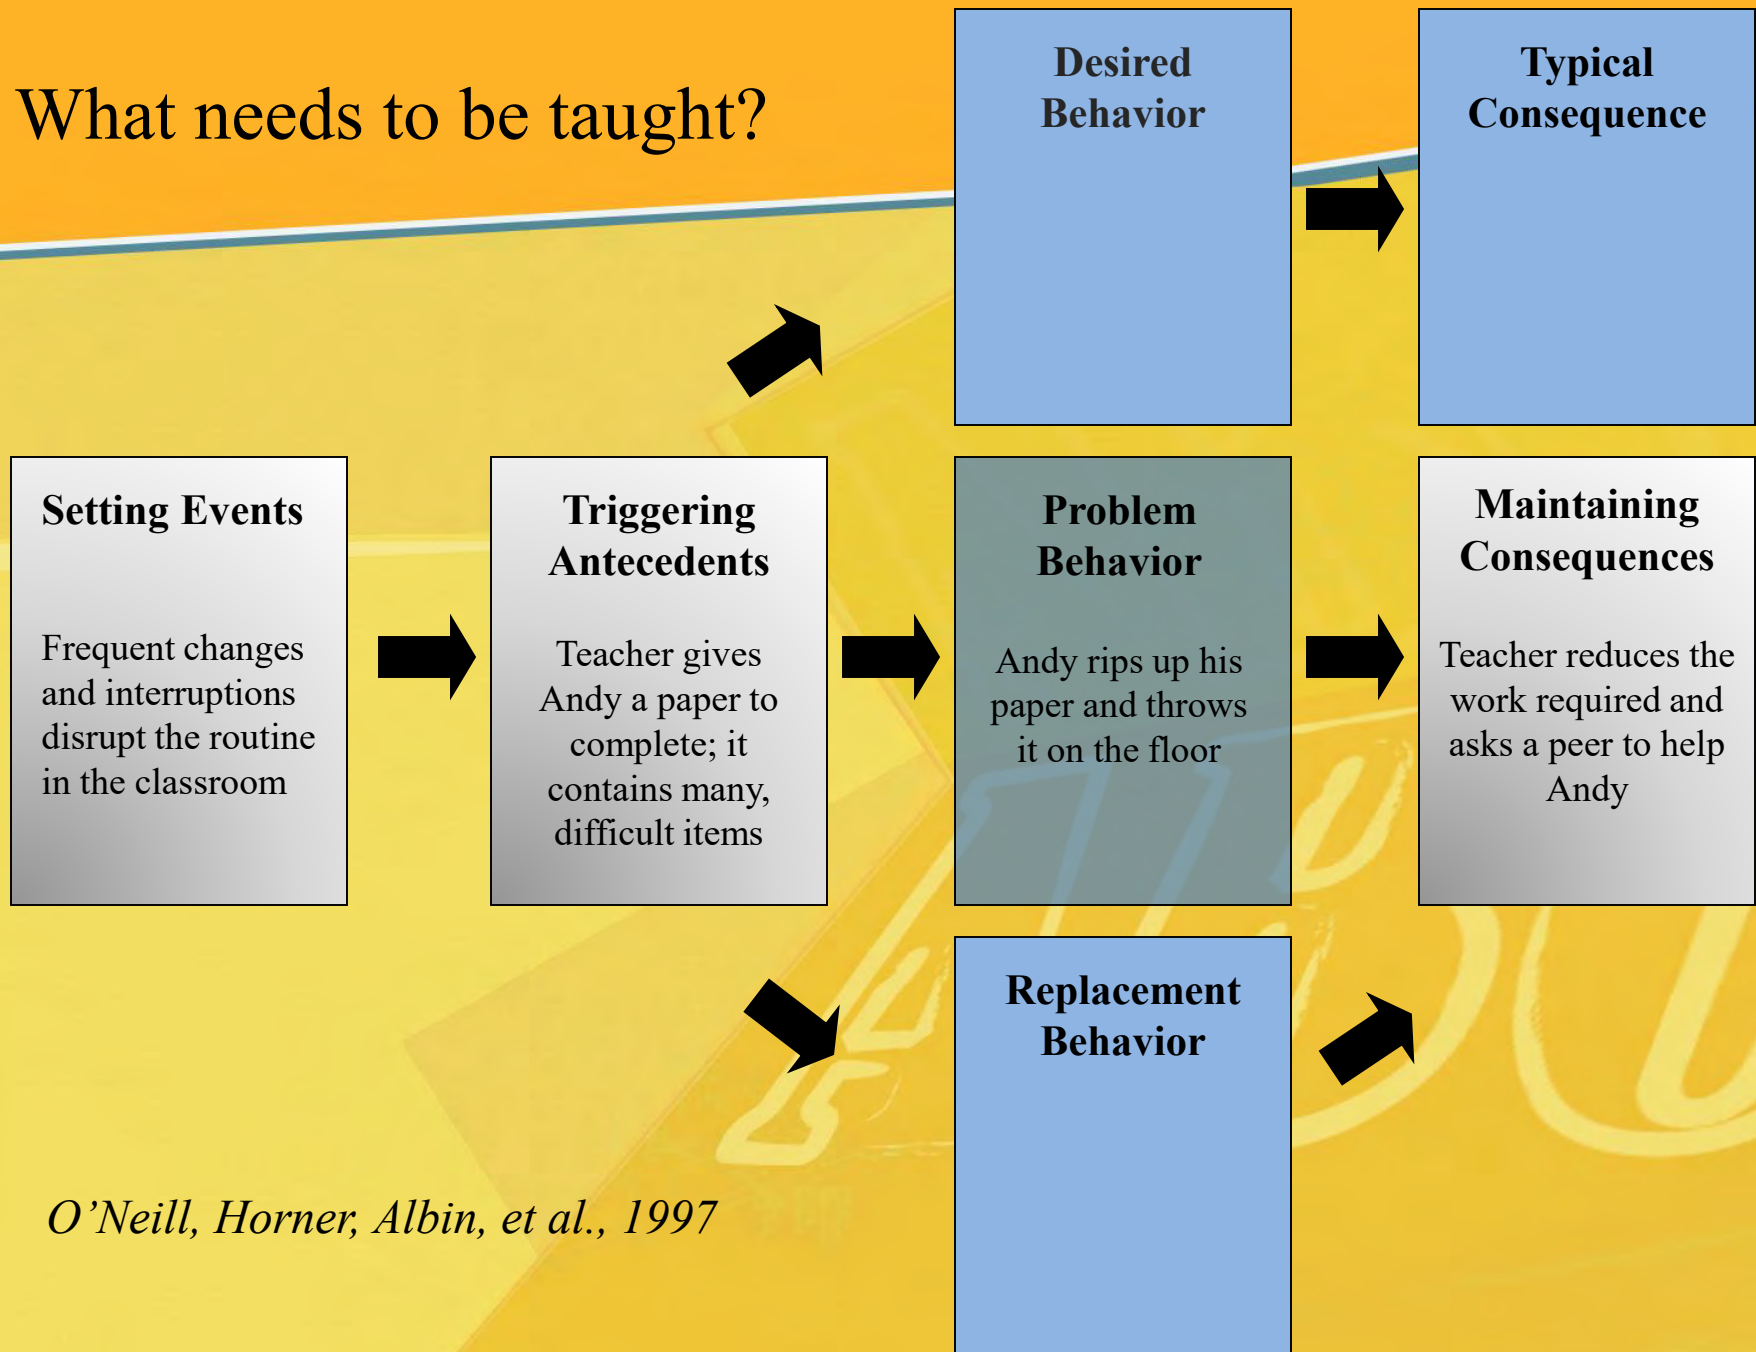 What needs to be taught?
Desired
Behavior
Typical
Consequence
Setting Events
Frequent changes
and interruptions
disrupt the routine
in the classroom
Triggering
Antecedents
Teacher gives
Andy a paper to
complete; it
contains many,
difficult items
Problem
Behavior
Andy rips up his
paper and throws
it on the floor
Maintaining
Consequences
Teacher reduces the
work required and
asks a peer to help
Andy
Replacement
Behavior
O’Neill, Horner, Albin, et al., 1997